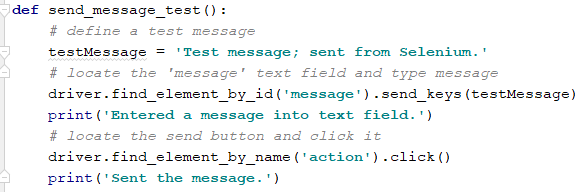 def send_message_test():
    # define a test message
    testMessage = 'Test message; sent from Selenium.'
    # locate the 'message' text field and type message
    driver.find_element_by_id('message').send_keys(testMessage)
    print('Entered a message into text field.')
    # locate the send button and click it
    driver.find_element_by_name('action').click()
    print('Sent the message.')